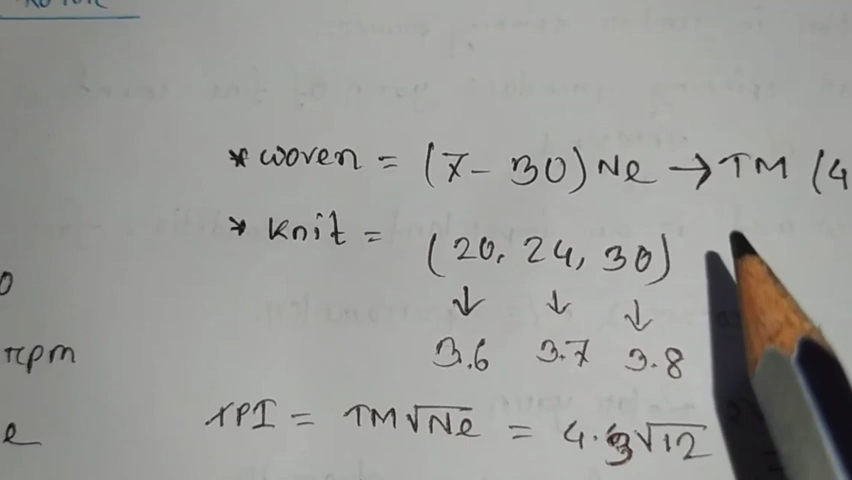 * woven = (7-30) Ne → TM (4
* knit = (20, 24, 30)
↓ ↓ ↓
3.6 3.7 3.8
rpm
TPI = TM√Ne = 4.3√12
e